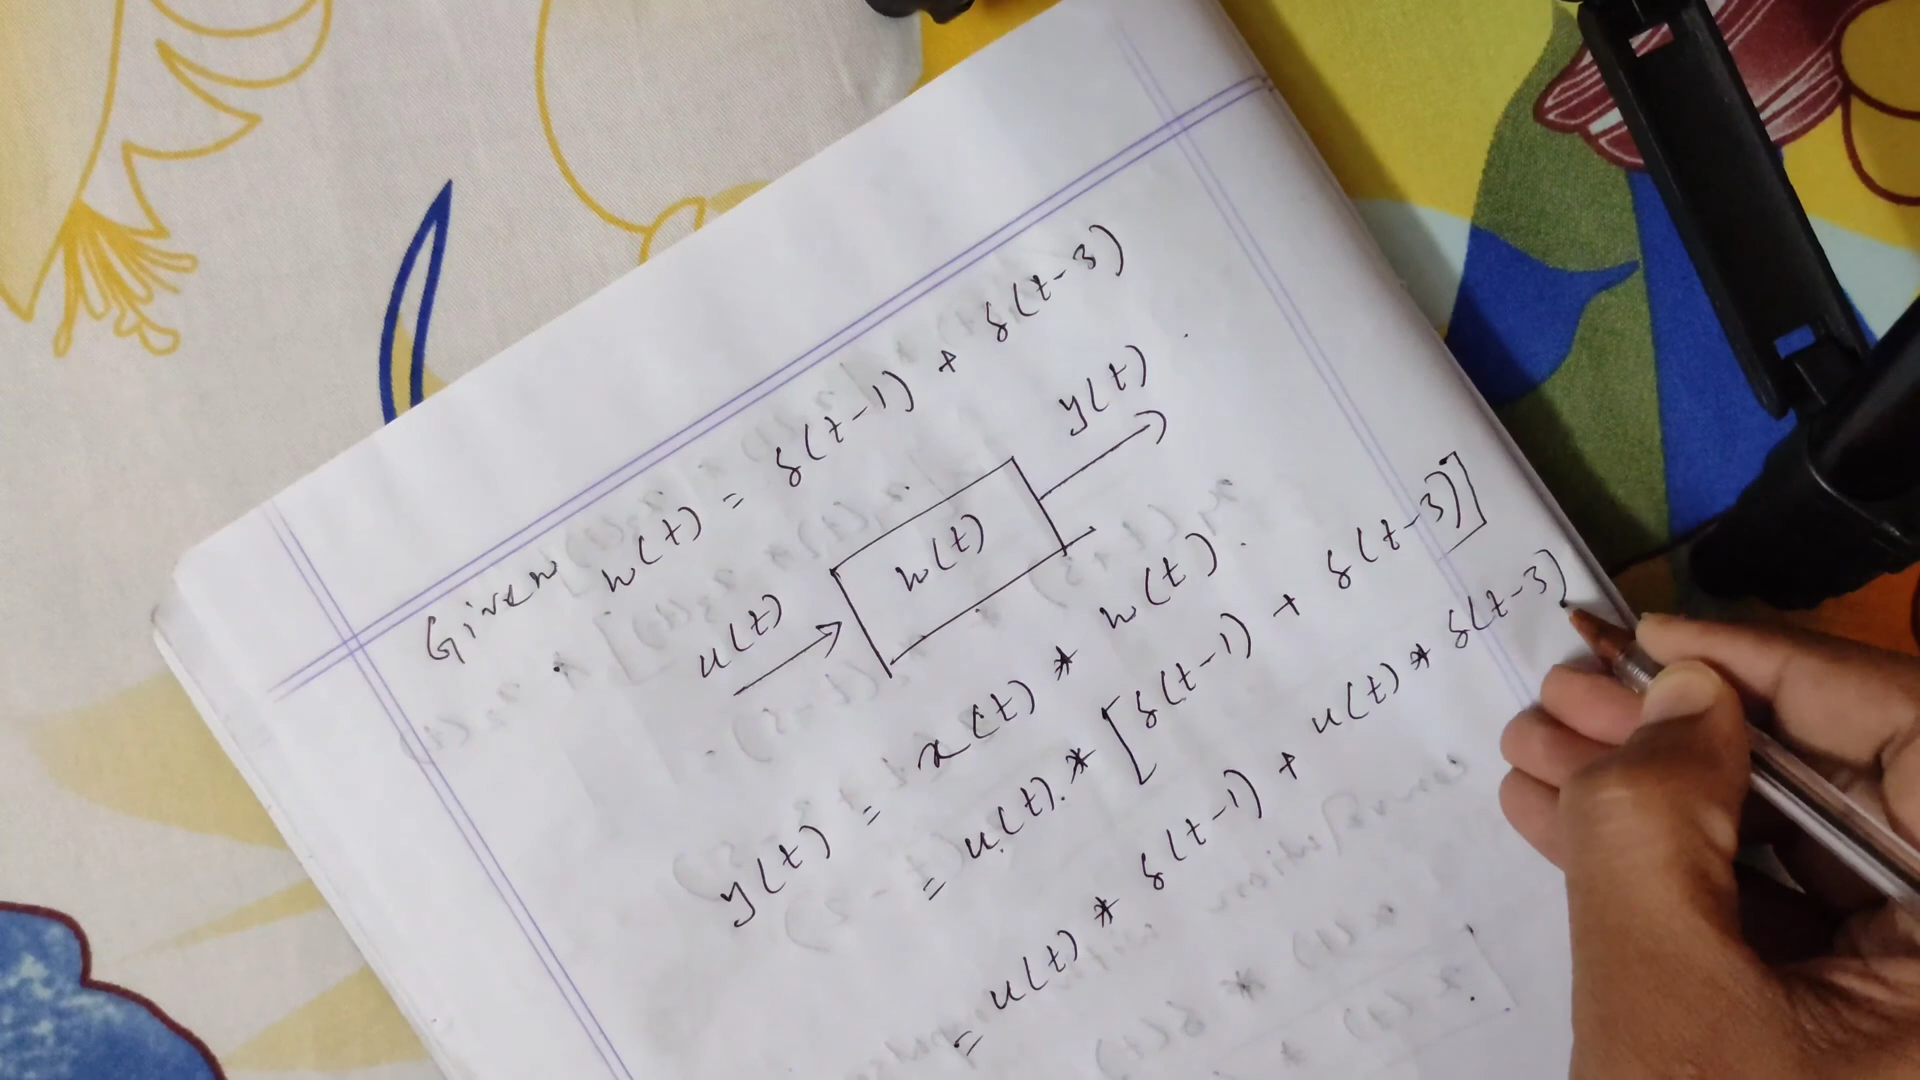 Given h(t) = δ(t-1) + δ(t-3)
u(t) h(t) y(t)
y(t) = x(t) * h(t).
= u(t). * [δ(t-1) + δ(t-3)]
= u(t) * δ(t-1) + u(t) * δ(t-3)